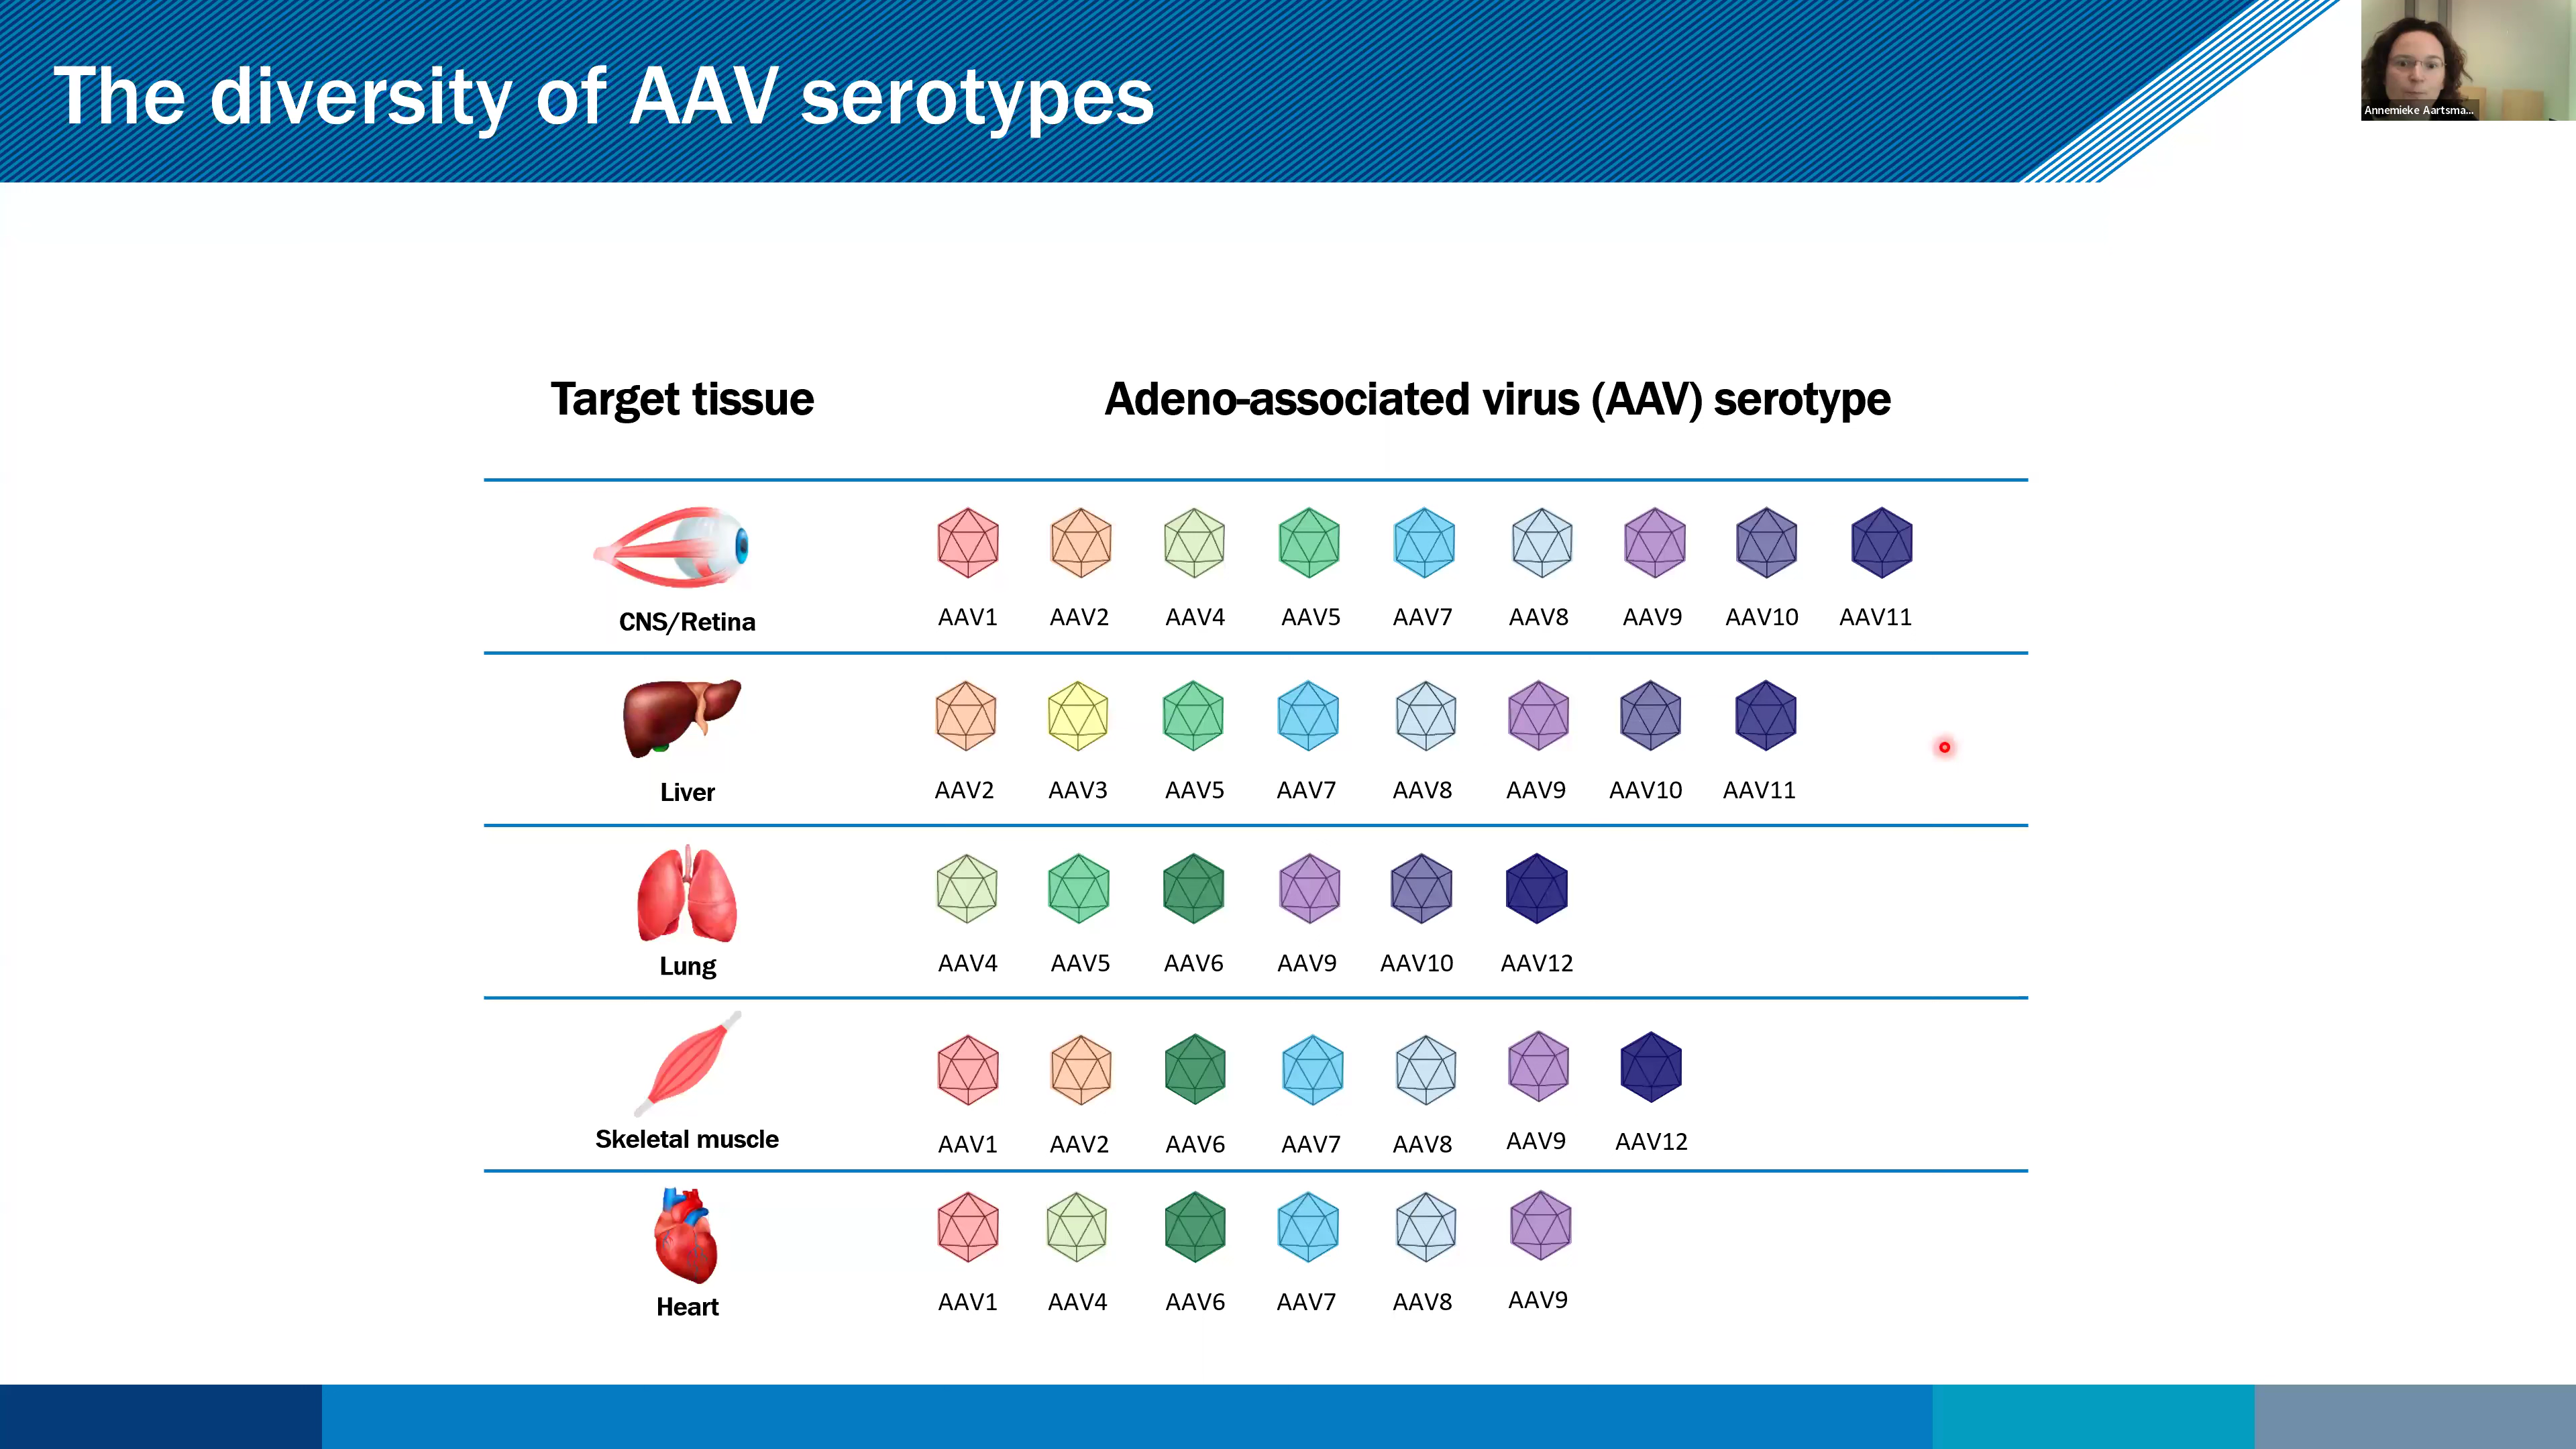 The diversity of AAV serotypes
Annemieke Aartsma...
Target tissue
Adeno-associated virus (AAV) serotype
AAV1 AAV2 AAV4 AAV5 AAV7 AAV8 AAV9 AAV10 AAV11
CNS/Retina
AAV2 AAV3 AAV5 AAV7 AAV8 AAV9 AAV10 AAV11
Liver
AAV4 AAV5 AAV6 AAV9 AAV10 AAV12
Lung
AAV1 AAV2 AAV6 AAV7 AAV8 AAV9 AAV12
Skeletal muscle
AAV1 AAV4 AAV6 AAV7 AAV8 AAV9
Heart